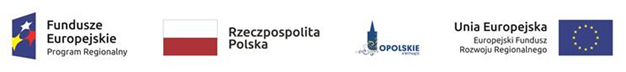 Fundusze
Europejskie
Program Regionalny
Rzeczpospolita
Polska
OPOLSKIE
Unia Europejska
Europejski Fundusz
Rozwoju Regionalnego